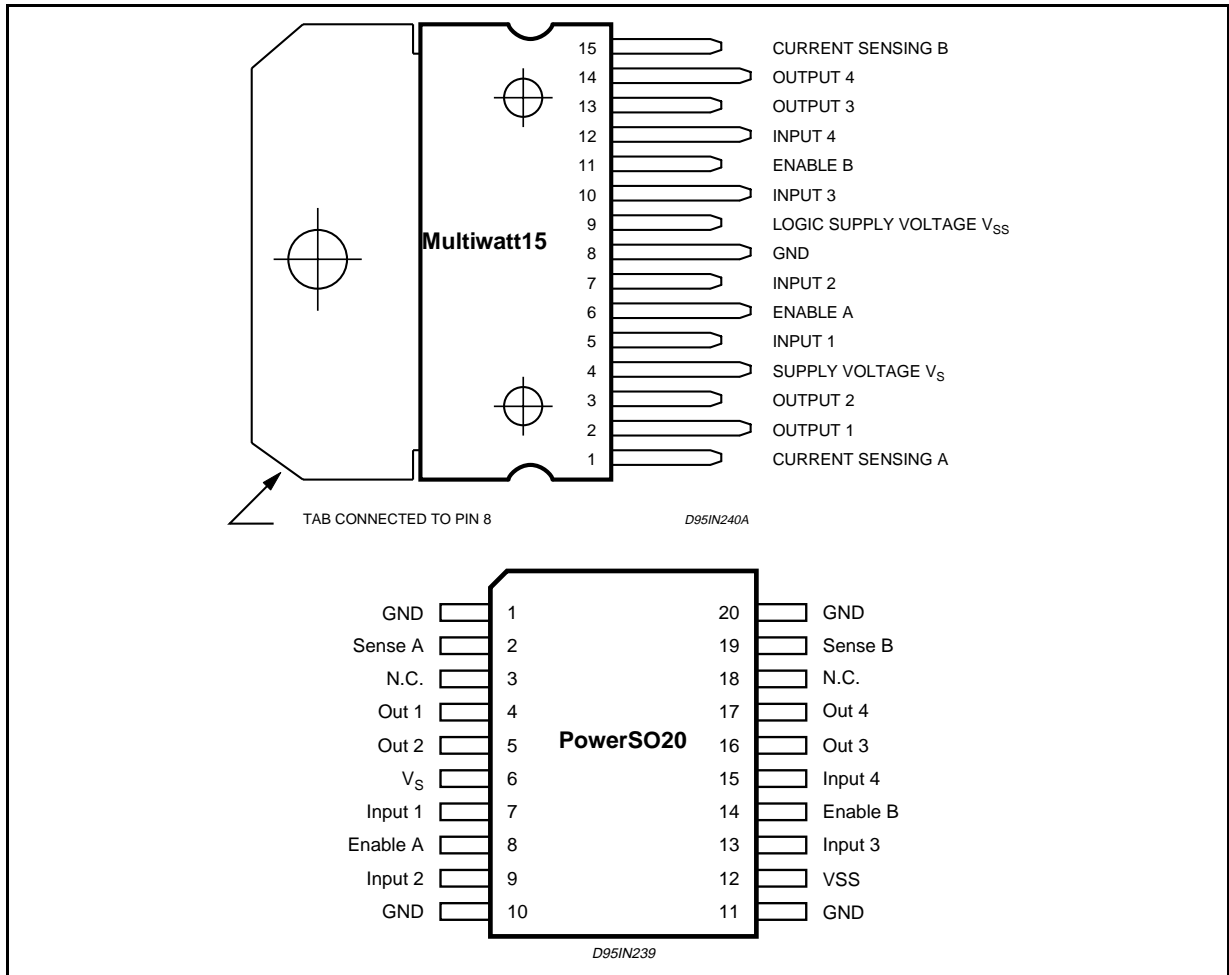 15 CURRENT SENSING B
14 OUTPUT 4
13 OUTPUT 3
12 INPUT 4
11 ENABLE B
10 INPUT 3
9 LOGIC SUPPLY VOLTAGE VSS
Multiwatt15
8 GND
7 INPUT 2
6 ENABLE A
5 INPUT 1
4 SUPPLY VOLTAGE VS
3 OUTPUT 2
2 OUTPUT 1
1 CURRENT SENSING A
TAB CONNECTED TO PIN 8
D95IN240A
GND 1 20 GND
Sense A 2 19 Sense B
N.C. 3 18 N.C.
Out 1 4 17 Out 4
Out 2 5 PowerSO20 16 Out 3
VS 6 15 Input 4
Input 1 7 14 Enable B
Enable A 8 13 Input 3
Input 2 9 12 VSS
GND 10 11 GND
D95IN239